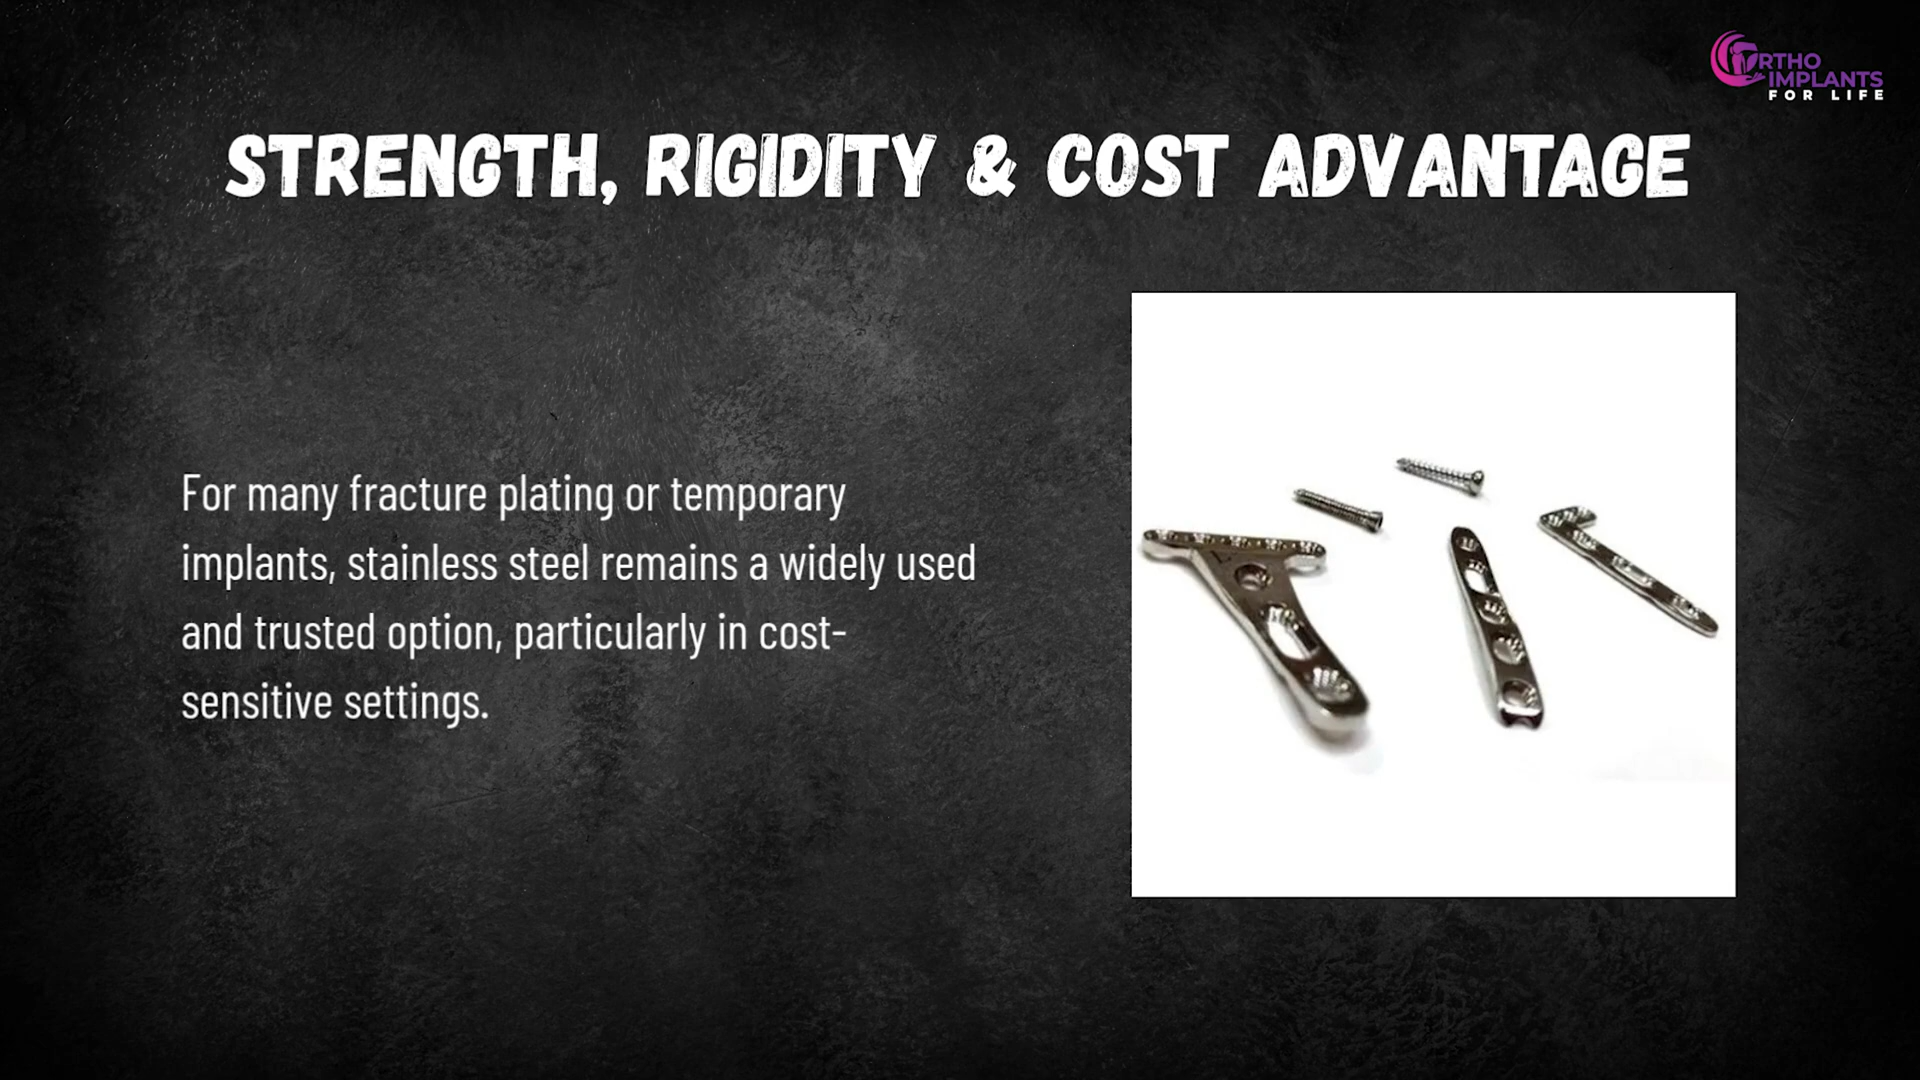 ORTHO
IMPLANTS
FOR LIFE
STRENGTH, RIGIDITY & COST ADVANTAGE
For many fracture plating or temporary
implants, stainless steel remains a widely used
and trusted option, particularly in cost-
sensitive settings.